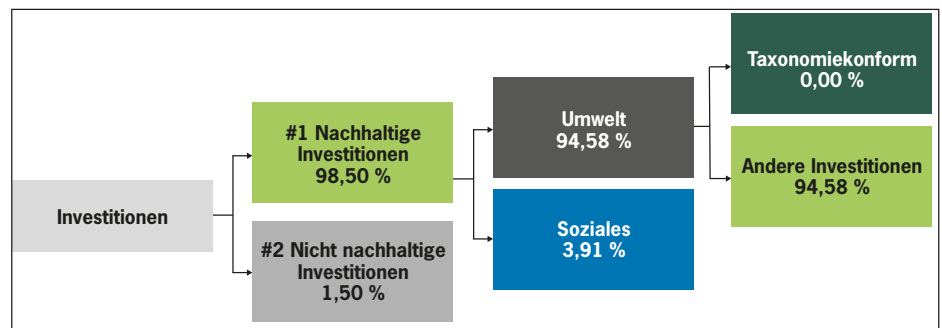 Investitionen
#1 Nachhaltige
Investitionen
98,50 %
#2 Nicht nachhaltige
Investitionen
1,50 %
Umwelt
94,58 %
Soziales
3,91 %
Taxonomiekonform
0,00 %
Andere Investitionen
94,58 %